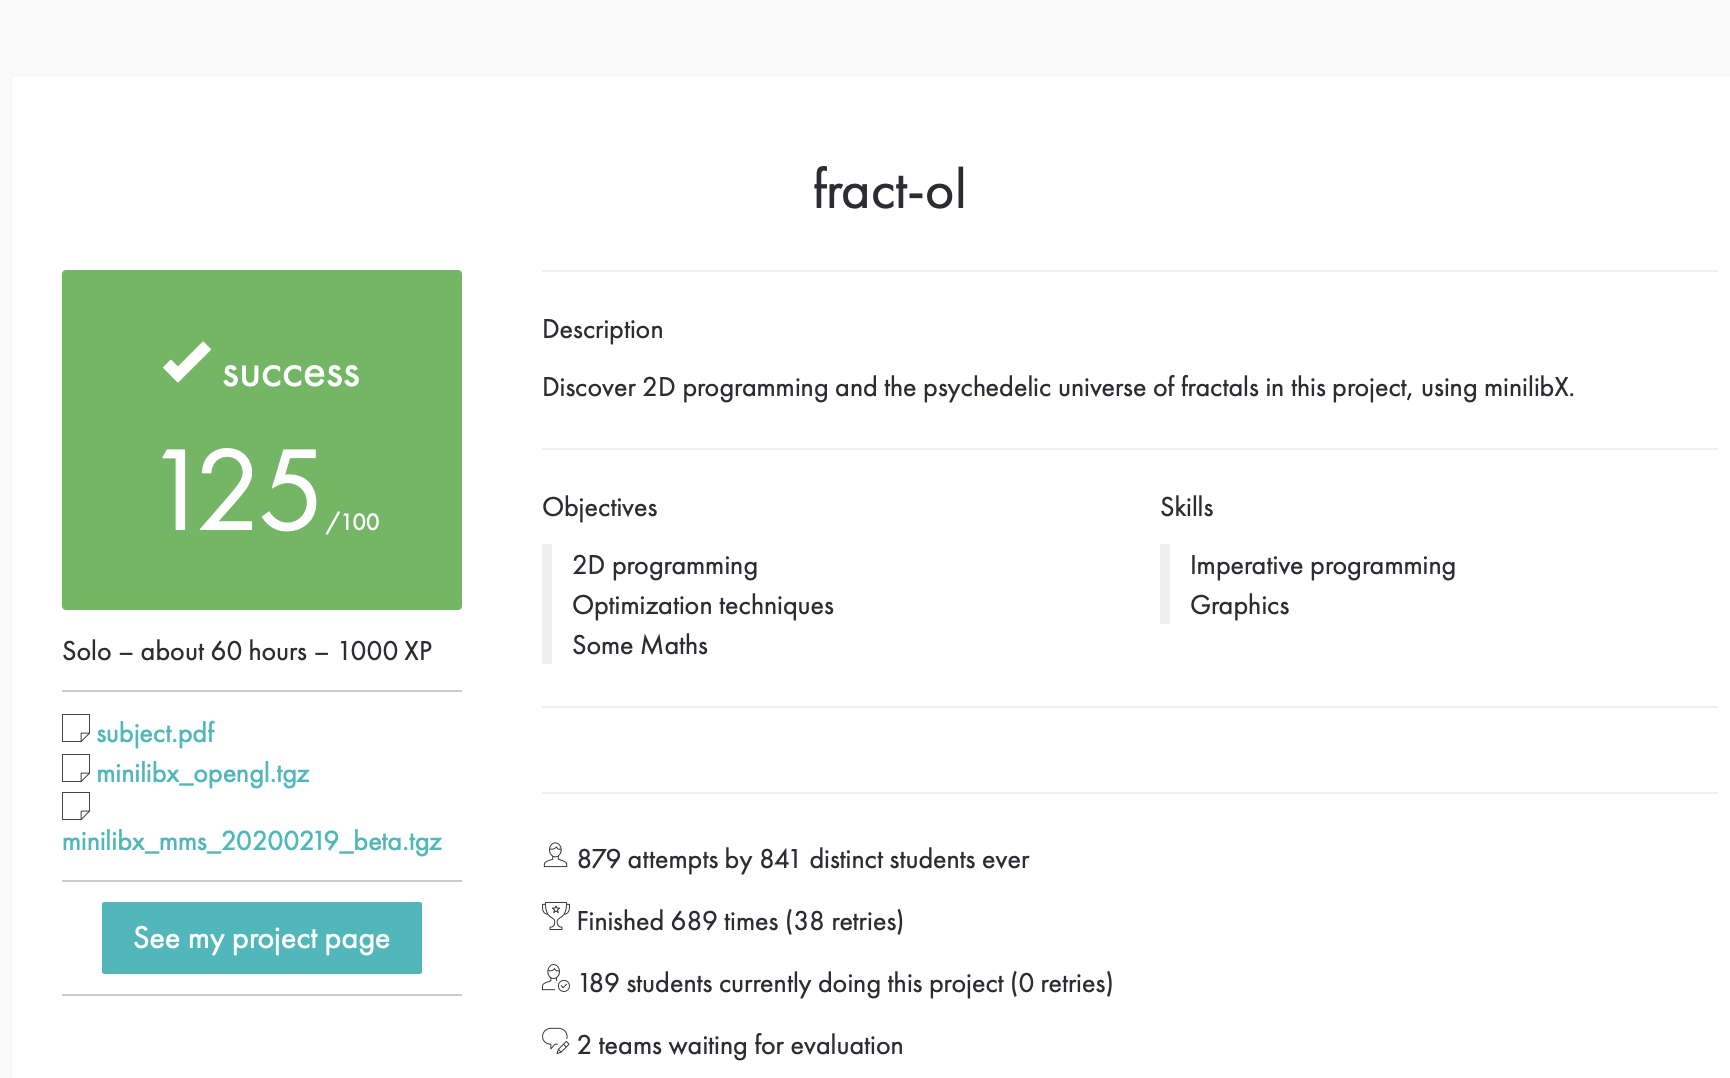 fract-ol
success
125 /100
Solo – about 60 hours – 1000 XP
subject.pdf
minilibx_opengl.tgz
minilibx_mms_20200219_beta.tgz
See my project page
Description
Discover 2D programming and the psychedelic universe of fractals in this project, using minilibX.
Objectives
2D programming
Optimization techniques
Some Maths
Skills
Imperative programming
Graphics
879 attempts by 841 distinct students ever
Finished 689 times (38 retries)
189 students currently doing this project (0 retries)
2 teams waiting for evaluation